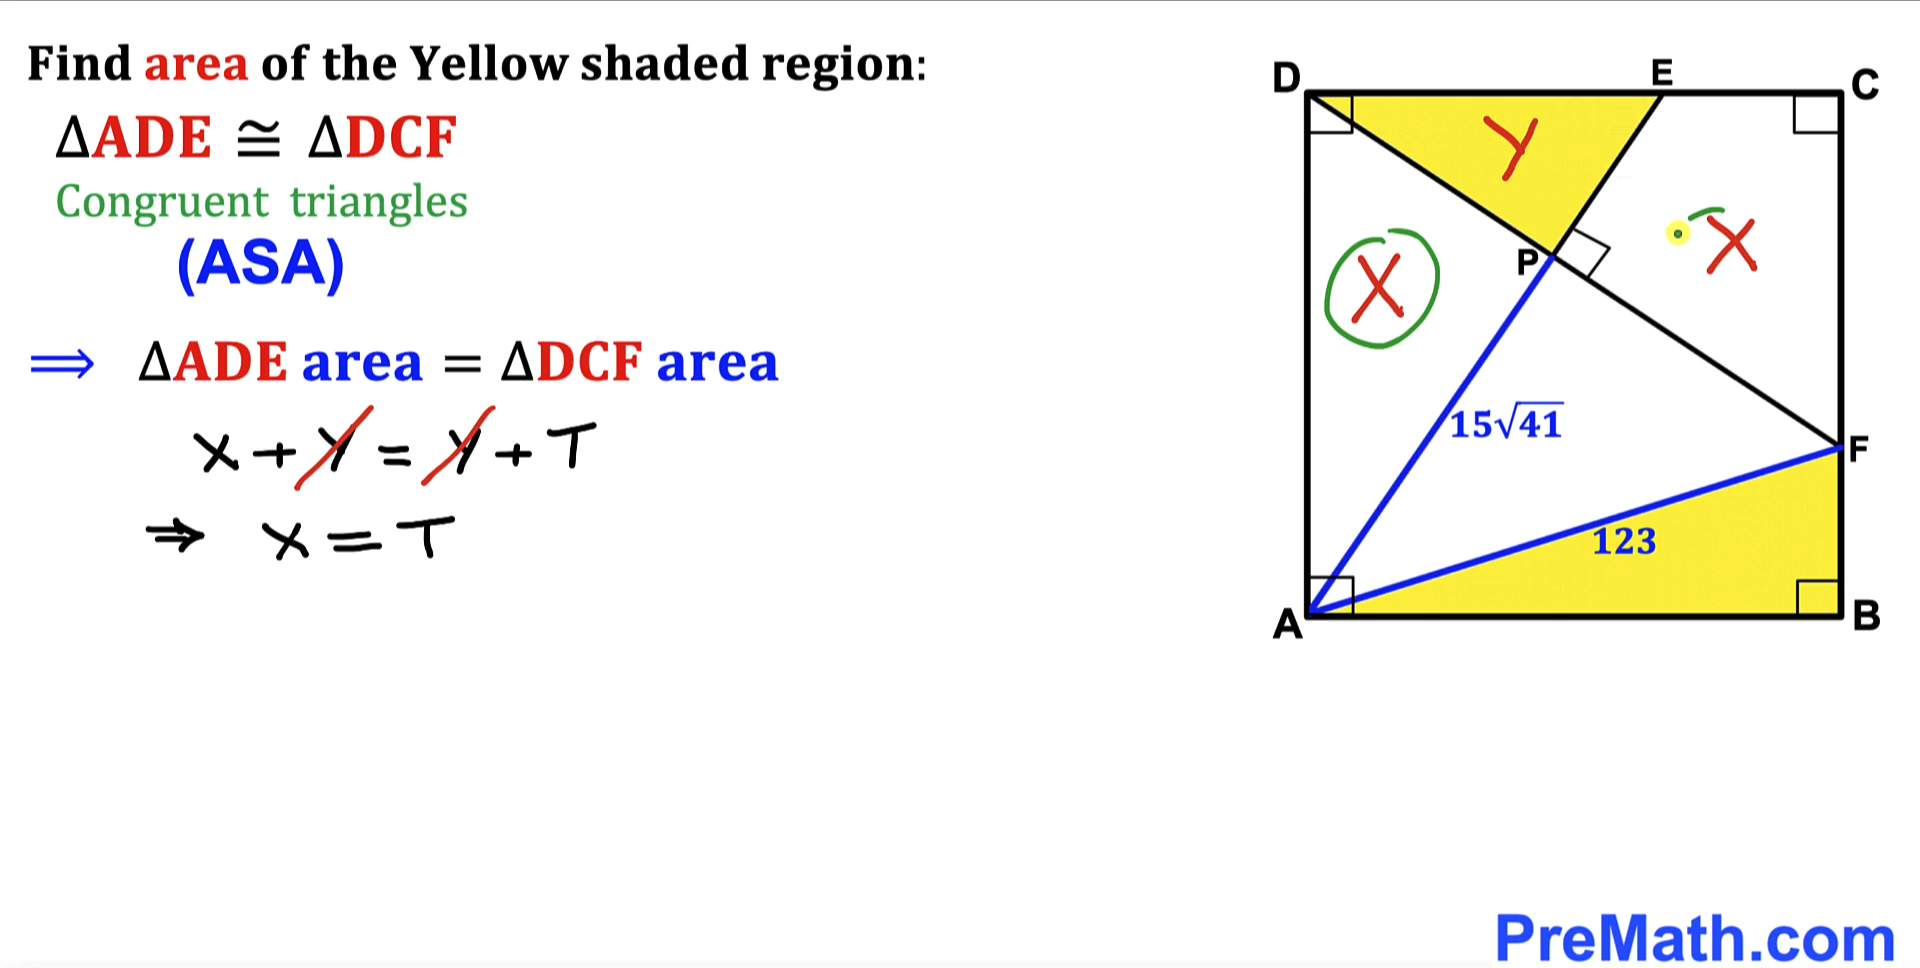 Find area of the Yellow shaded region:
ΔADE ≅ ΔDCF
Congruent triangles
(ASA)
⟹ ΔADE area = ΔDCF area
X + Y = Y + T
⇒ X = T
D
E
C
Y
X
P
X
15√41
F
123
A
B
PreMath.com